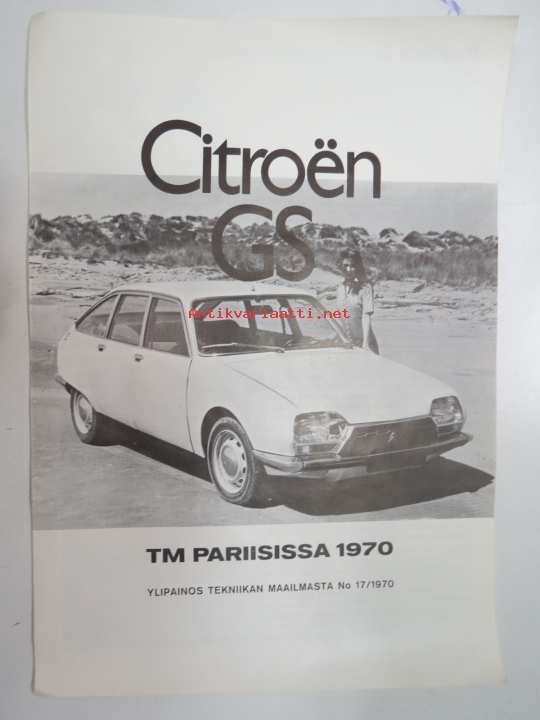 Citroën
GS
antikvariaatti.net
TM PARIISISSA 1970
YLIPAINOS TEKNIIKAN MAAILMASTA No 17/1970